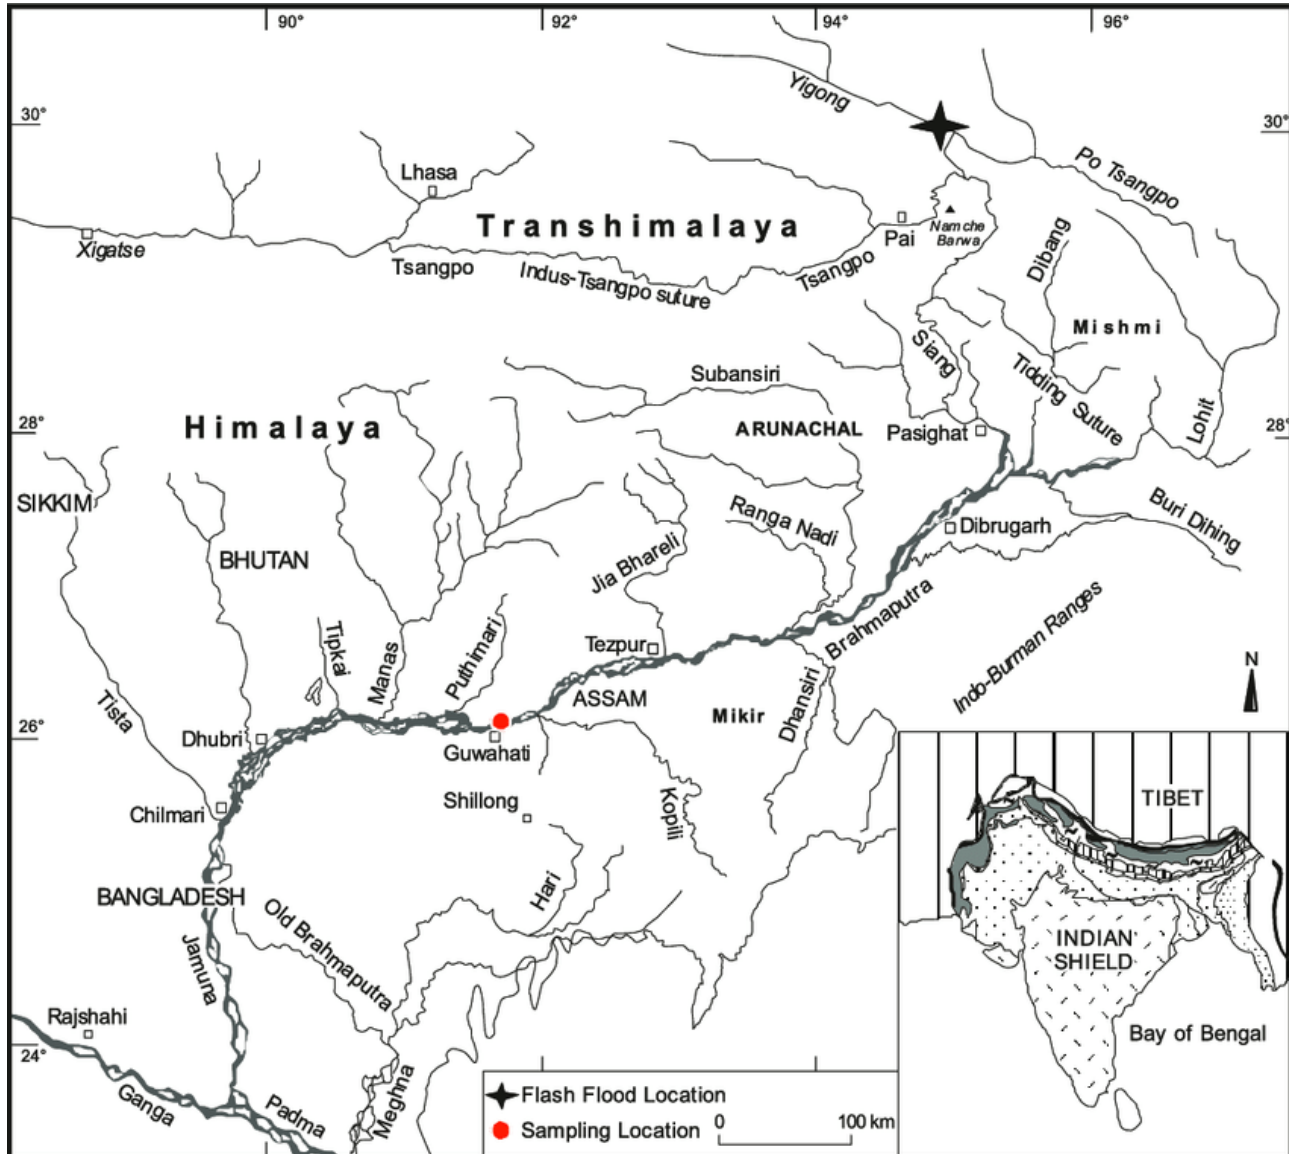 90°
92°
94°
96°
30°
30°
Yigong
Po Tsangpo
Lhasa
Transhimalaya
Pai
Namche
Barwa
Xigatse
Tsangpo
Indus-Tsangpo suture
Tsangpo
Dibang
Mishmi
Siang
Tidding Suture
Lohit
Subansiri
Himalaya
ARUNACHAL
Pasighat
28°
28°
SIKKIM
BHUTAN
Ranga Nadi
Jia Bhareli
Dibrugarh
Buri Dihing
Tista
Tipkai
Manas
Puthimari
Tezpur
Brahmaputra
Indo-Burman Ranges
N
ASSAM
Mikir
Dhansiri
26°
Dhubri
Guwahati
Chilmari
Shillong
Kopili
Hari
BANGLADESH
Old Brahmaputra
Jamuna
Rajshahi
24°
Ganga
Padma
Meghna
TIBET
INDIAN
SHIELD
Bay of Bengal
Flash Flood Location
Sampling Location
0
100 km